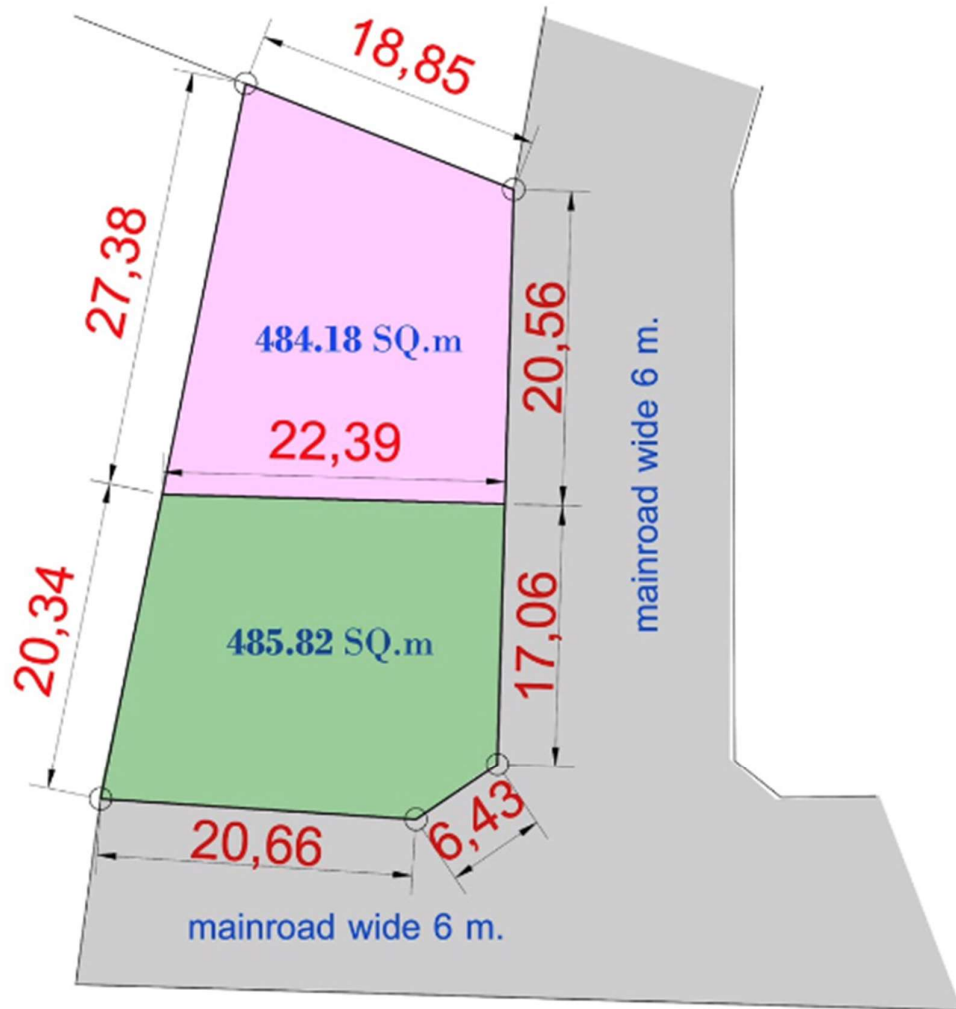 18,85
27,38
484.18 SQ.m
20,56
mainroad wide 6 m.
22,39
20,34
485.82 SQ.m
17,06
20,66
6,43
mainroad wide 6 m.